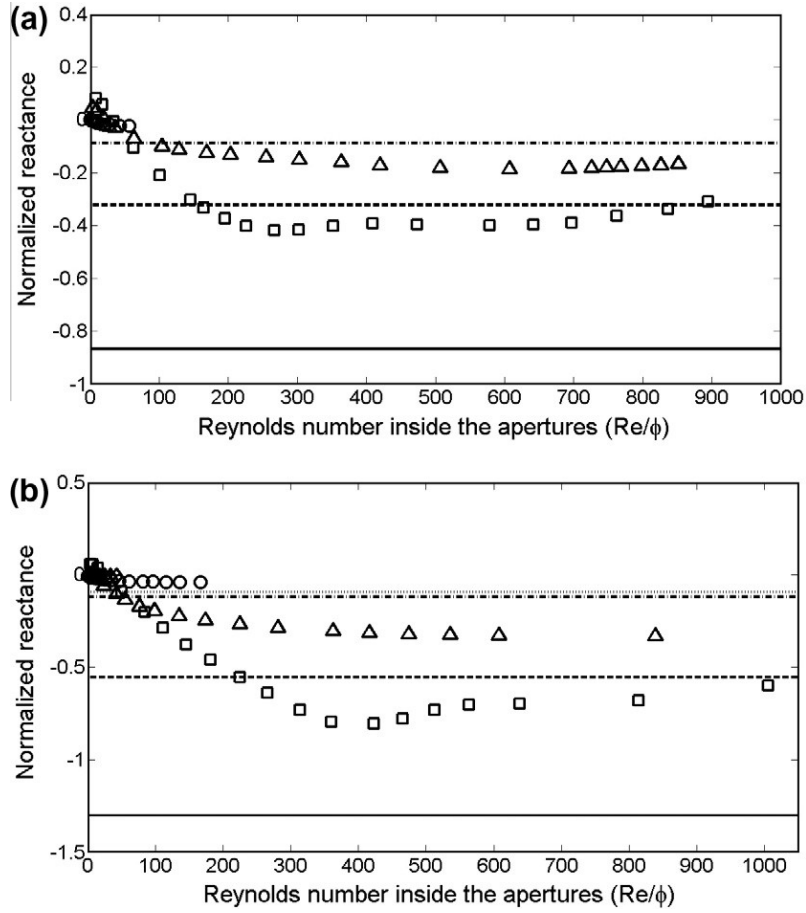 (a)
0.4
0.2
0
-0.2
-0.4
-0.6
-0.8
-1
Normalized reactance
0 100 200 300 400 500 600 700 800 900 1000
Reynolds number inside the apertures (Re/ϕ)
(b)
0.5
0
-0.5
-1
-1.5
Normalized reactance
0 100 200 300 400 500 600 700 800 900 1000
Reynolds number inside the apertures (Re/ϕ)